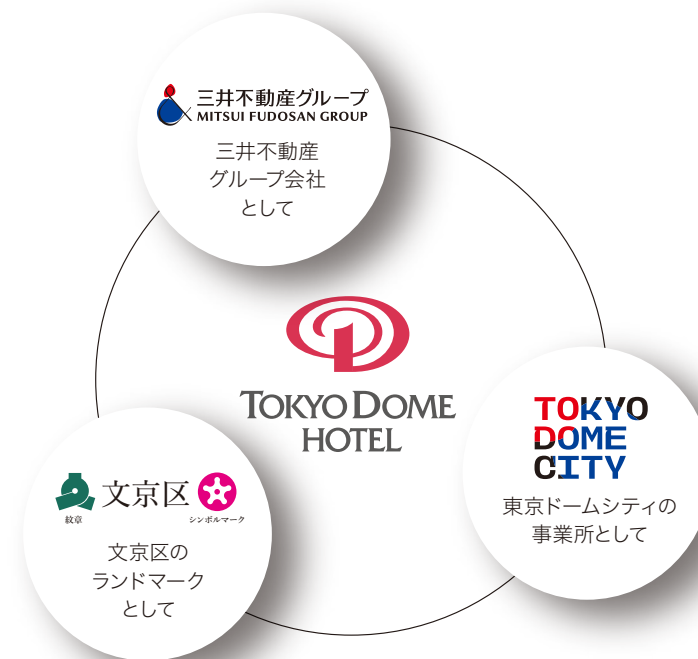 三井不動産グループ
MITSUI FUDOSAN GROUP
三井不動産
グループ会社
として
TOKYO DOME
HOTEL
TOKYO
DOME
CITY
東京ドームシティの
事業所として
文京区
紋章
シンボルマーク
文京区の
ランドマーク
として